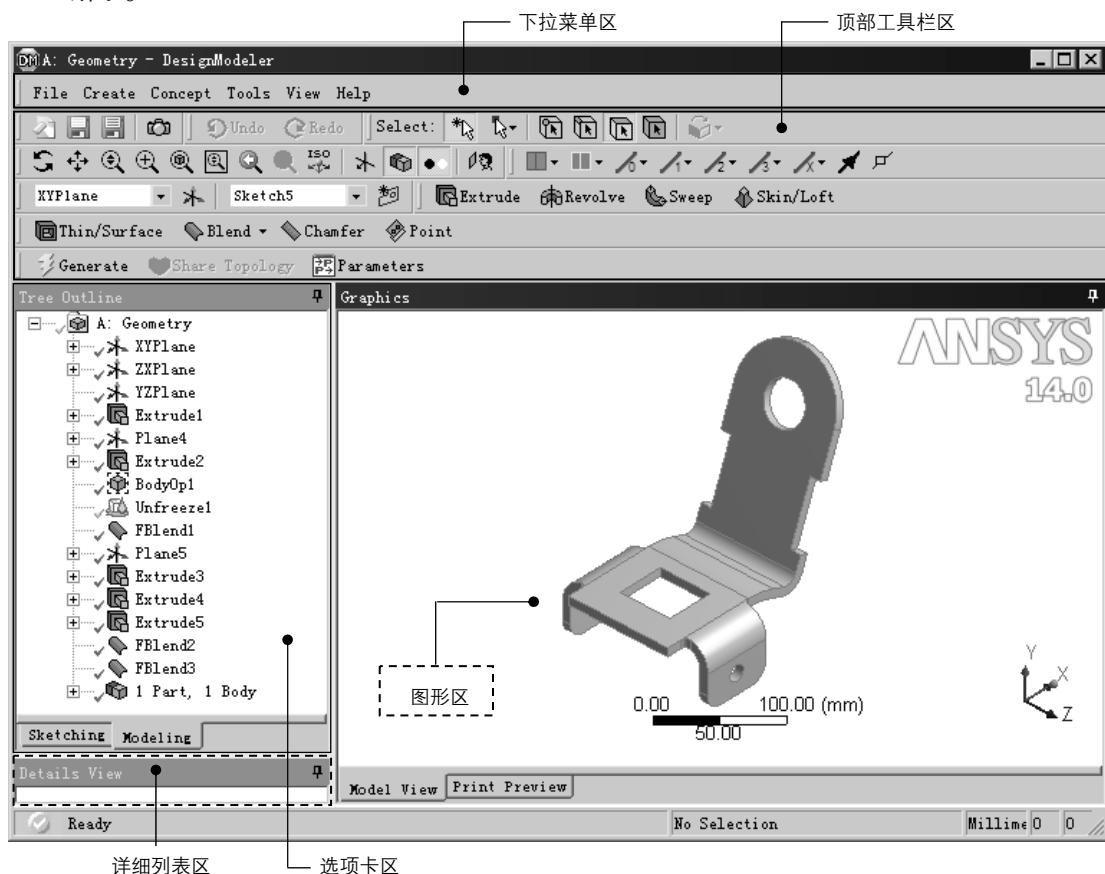 下拉菜单区
顶部工具栏区
DM A: Geometry - DesignModeler
File Create Concept Tools View Help
Undo Redo Select:
ISO
XYPlane Sketch5 Extrude Revolve Sweep Skin/Loft
Thin/Surface Blend Chamfer Point
Generate Share Topology Parameters
Tree Outline
A: Geometry
XYPlane
ZXPlane
YZPlane
Extrude1
Plane4
Extrude2
BodyOp1
Unfreeze1
FBlend1
Plane5
Extrude3
Extrude4
Extrude5
FBlend2
FBlend3
1 Part, 1 Body
Sketching Modeling
Details View
Graphics
ANSYS
14.0
图形区
0.00 100.00 (mm)
50.00
Y
X
Z
Model View Print Preview
Ready No Selection Millime 0 0
详细列表区
选项卡区